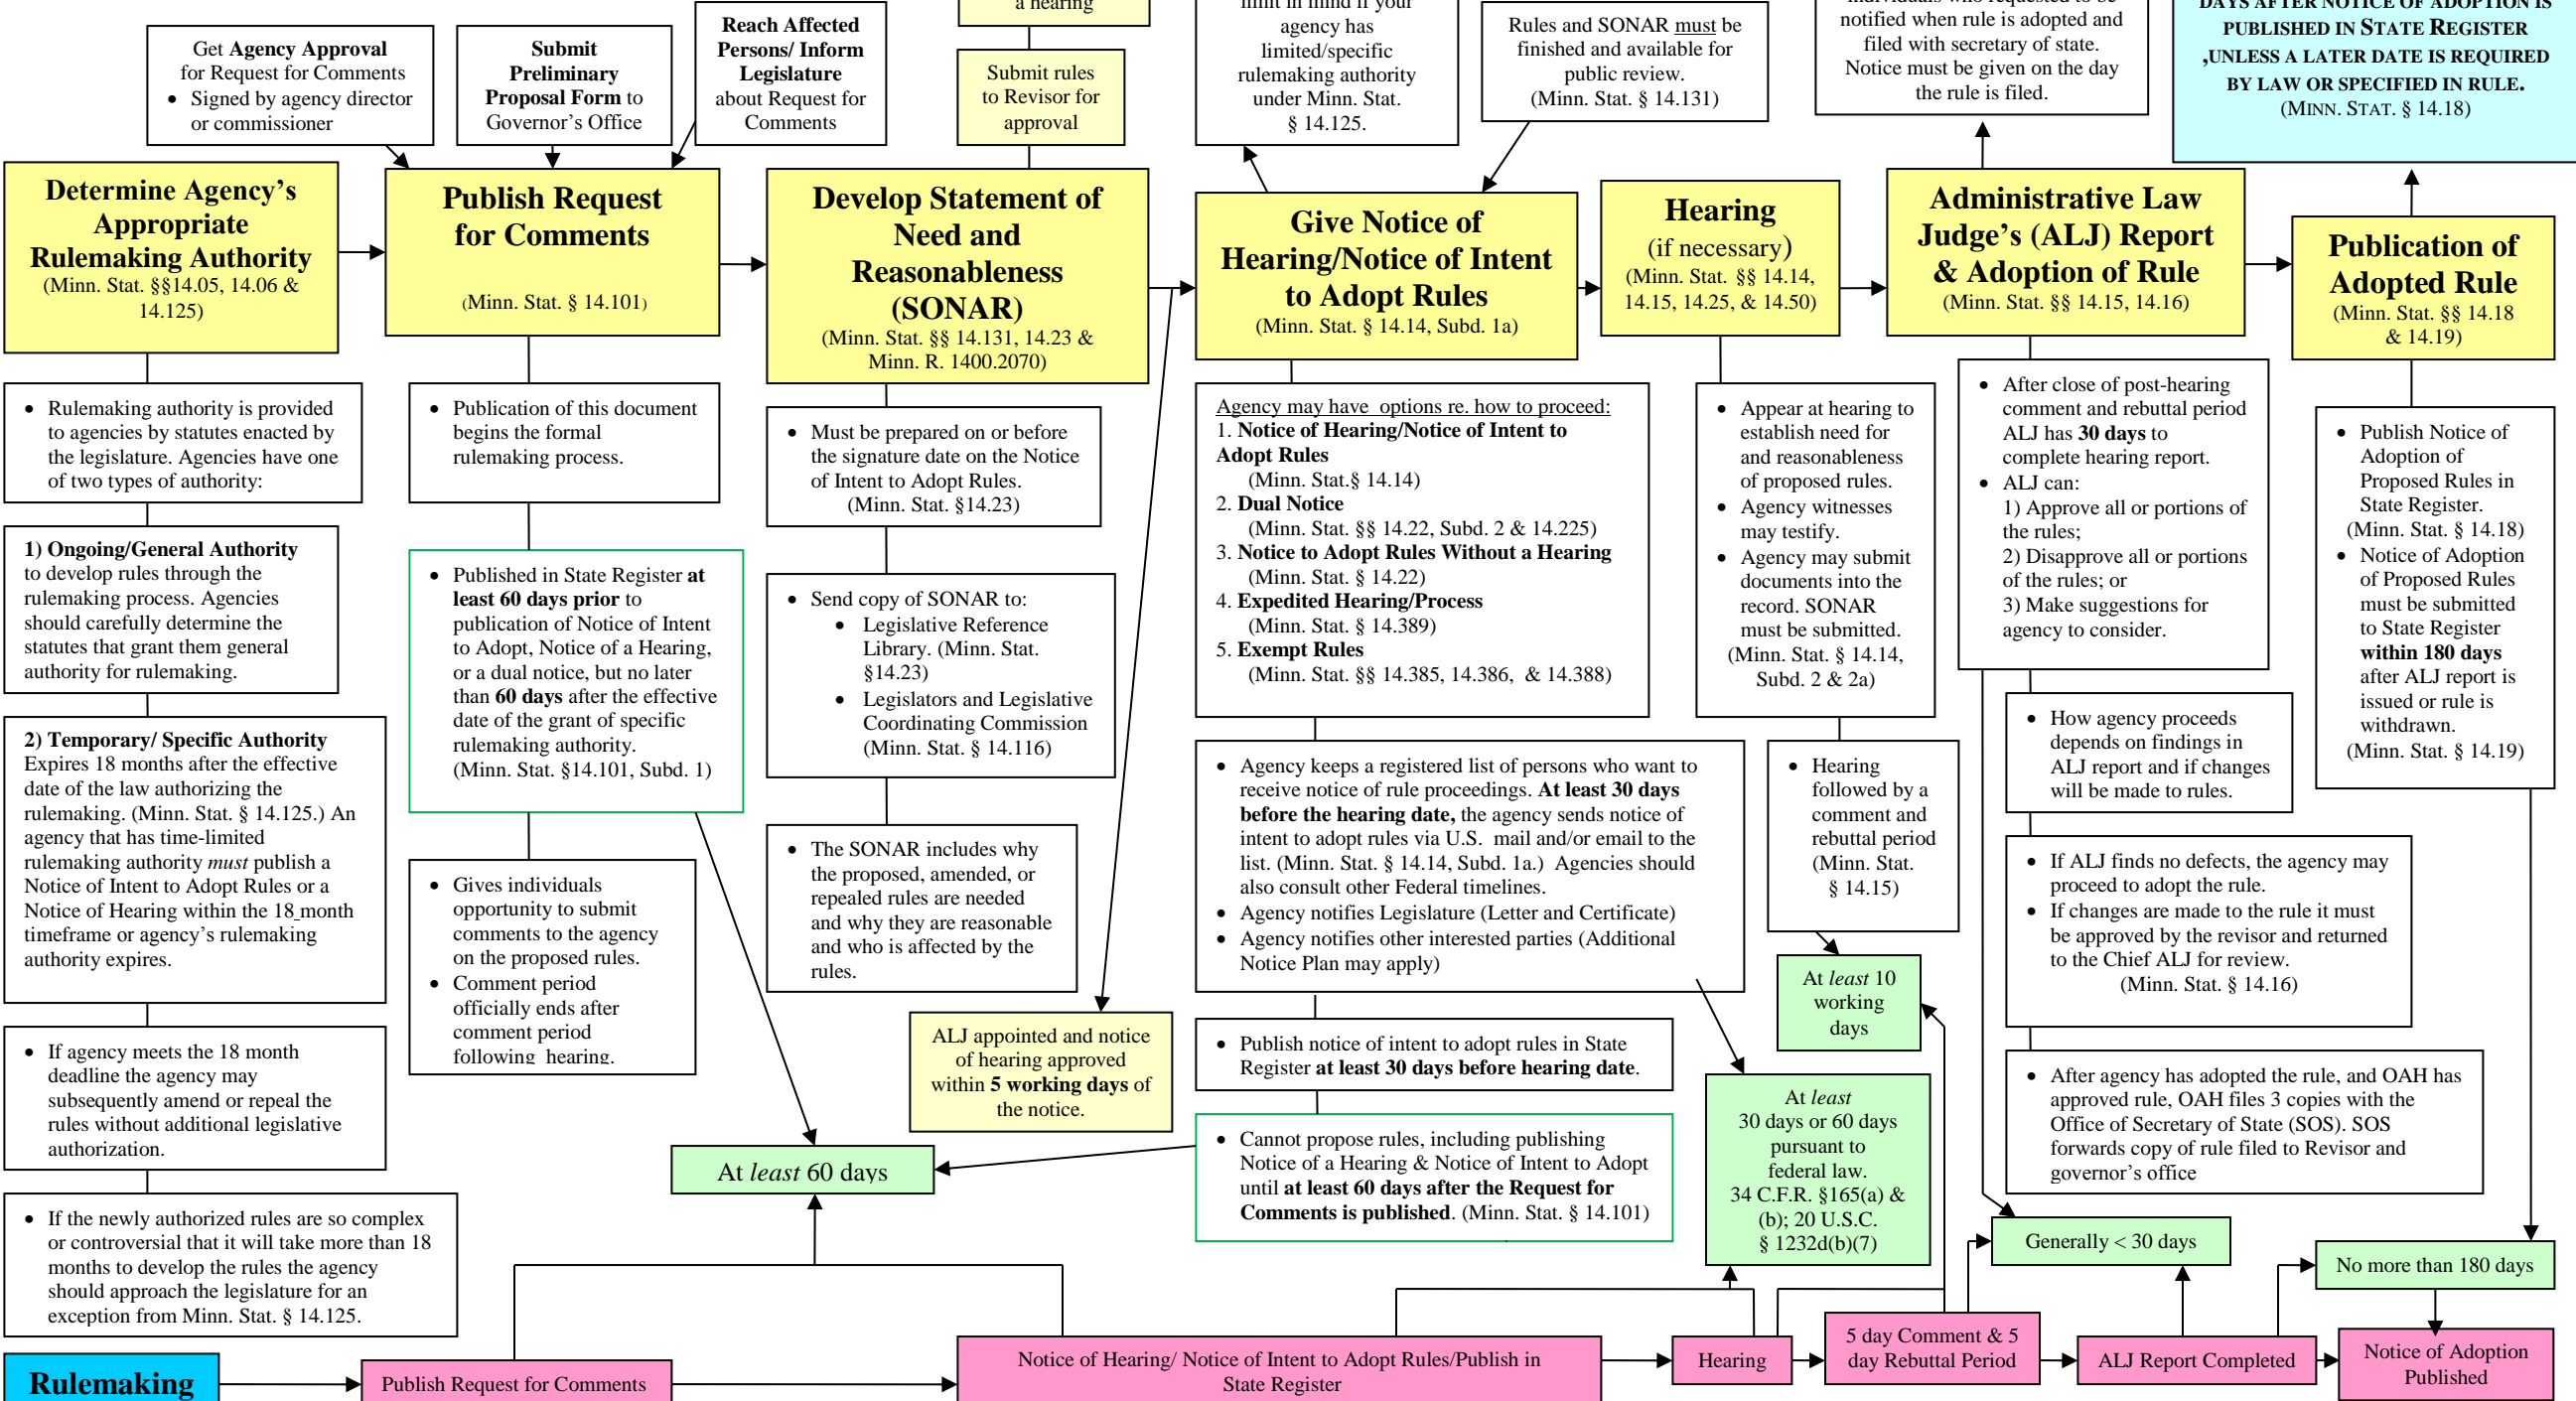 Get Agency Approval
for Request for Comments
• Signed by agency director
or commissioner
Submit
Preliminary
Proposal Form to
Governor’s Office
Reach Affected
Persons/ Inform
Legislature
about Request for
Comments
a hearing
Submit rules
to Revisor for
approval
limit in mind if your
agency has
limited/specific
rulemaking authority
under Minn. Stat.
§ 14.125.
Rules and SONAR must be
finished and available for
public review.
(Minn. Stat. § 14.131)
individuals who requested to be
notified when rule is adopted and
filed with secretary of state.
Notice must be given on the day
the rule is filed.
DAYS AFTER NOTICE OF ADOPTION IS
PUBLISHED IN STATE REGISTER
,UNLESS A LATER DATE IS REQUIRED
BY LAW OR SPECIFIED IN RULE.
(MINN. STAT. § 14.18)
Determine Agency’s
Appropriate
Rulemaking Authority
(Minn. Stat. §§14.05, 14.06 &
14.125)
Publish Request
for Comments
(Minn. Stat. § 14.101)
Develop Statement of
Need and
Reasonableness
(SONAR)
(Minn. Stat. §§ 14.131, 14.23 &
Minn. R. 1400.2070)
Give Notice of
Hearing/Notice of Intent
to Adopt Rules
(Minn. Stat. § 14.14, Subd. 1a)
Hearing
(if necessary)
(Minn. Stat. §§ 14.14,
14.15, 14.25, & 14.50)
Administrative Law
Judge’s (ALJ) Report
& Adoption of Rule
(Minn. Stat. §§ 14.15, 14.16)
Publication of
Adopted Rule
(Minn. Stat. §§ 14.18
& 14.19)
• Rulemaking authority is provided
to agencies by statutes enacted by
the legislature. Agencies have one
of two types of authority:
1) Ongoing/General Authority
to develop rules through the
rulemaking process. Agencies
should carefully determine the
statutes that grant them general
authority for rulemaking.
2) Temporary/ Specific Authority
Expires 18 months after the effective
date of the law authorizing the
rulemaking. (Minn. Stat. § 14.125.) An
agency that has time-limited
rulemaking authority must publish a
Notice of Intent to Adopt Rules or a
Notice of Hearing within the 18 month
timeframe or agency’s rulemaking
authority expires.
• If agency meets the 18 month
deadline the agency may
subsequently amend or repeal the
rules without additional legislative
authorization.
• If the newly authorized rules are so complex
or controversial that it will take more than 18
months to develop the rules the agency
should approach the legislature for an
exception from Minn. Stat. § 14.125.
• Publication of this document
begins the formal
rulemaking process.
• Published in State Register at
least 60 days prior to
publication of Notice of Intent
to Adopt, Notice of a Hearing,
or a dual notice, but no later
than 60 days after the effective
date of the grant of specific
rulemaking authority.
(Minn. Stat. §14.101, Subd. 1)
• Gives individuals
opportunity to submit
comments to the agency
on the proposed rules.
• Comment period
officially ends after
comment period
following hearing.
• Must be prepared on or before
the signature date on the Notice
of Intent to Adopt Rules.
(Minn. Stat. §14.23)
• Send copy of SONAR to:
• Legislative Reference
Library. (Minn. Stat.
§14.23)
• Legislators and Legislative
Coordinating Commission
(Minn. Stat. § 14.116)
• The SONAR includes why
the proposed, amended, or
repealed rules are needed
and why they are reasonable
and who is affected by the
rules.
ALJ appointed and notice
of hearing approved
within 5 working days of
the notice.
At least 60 days
Agency may have options re. how to proceed:
1. Notice of Hearing/Notice of Intent to
Adopt Rules
(Minn. Stat.§ 14.14)
2. Dual Notice
(Minn. Stat. §§ 14.22, Subd. 2 & 14.225)
3. Notice to Adopt Rules Without a Hearing
(Minn. Stat. § 14.22)
4. Expedited Hearing/Process
(Minn. Stat. § 14.389)
5. Exempt Rules
(Minn. Stat. §§ 14.385, 14.386, & 14.388)
• Agency keeps a registered list of persons who want to
receive notice of rule proceedings. At least 30 days
before the hearing date, the agency sends notice of
intent to adopt rules via U.S. mail and/or email to the
list. (Minn. Stat. § 14.14, Subd. 1a.) Agencies should
also consult other Federal timelines.
• Agency notifies Legislature (Letter and Certificate)
• Agency notifies other interested parties (Additional
Notice Plan may apply)
• Publish notice of intent to adopt rules in State
Register at least 30 days before hearing date.
• Cannot propose rules, including publishing
Notice of a Hearing & Notice of Intent to Adopt
until at least 60 days after the Request for
Comments is published. (Minn. Stat. § 14.101)
• Appear at hearing to
establish need for
and reasonableness
of proposed rules.
• Agency witnesses
may testify.
• Agency may submit
documents into the
record. SONAR
must be submitted.
(Minn. Stat. § 14.14,
Subd. 2 & 2a)
• Hearing
followed by a
comment and
rebuttal period
(Minn. Stat.
§ 14.15)
At least 10
working
days
At least
30 days or 60 days
pursuant to
federal law.
34 C.F.R. §165(a) &
(b); 20 U.S.C.
§ 1232d(b)(7)
• After close of post-hearing
comment and rebuttal period
ALJ has 30 days to
complete hearing report.
• ALJ can:
1) Approve all or portions of
the rules;
2) Disapprove all or portions
of the rules; or
3) Make suggestions for
agency to consider.
• How agency proceeds
depends on findings in
ALJ report and if changes
will be made to rules.
• If ALJ finds no defects, the agency may
proceed to adopt the rule.
• If changes are made to the rule it must
be approved by the revisor and returned
to the Chief ALJ for review.
(Minn. Stat. § 14.16)
• After agency has adopted the rule, and OAH has
approved rule, OAH files 3 copies with the
Office of Secretary of State (SOS). SOS
forwards copy of rule filed to Revisor and
governor’s office
Generally < 30 days
• Publish Notice of
Adoption of
Proposed Rules in
State Register.
(Minn. Stat. § 14.18)
• Notice of Adoption
of Proposed Rules
must be submitted
to State Register
within 180 days
after ALJ report is
issued or rule is
withdrawn.
(Minn. Stat. § 14.19)
No more than 180 days
Rulemaking
Publish Request for Comments
Notice of Hearing/ Notice of Intent to Adopt Rules/Publish in
State Register
Hearing
5 day Comment & 5
day Rebuttal Period
ALJ Report Completed
Notice of Adoption
Published